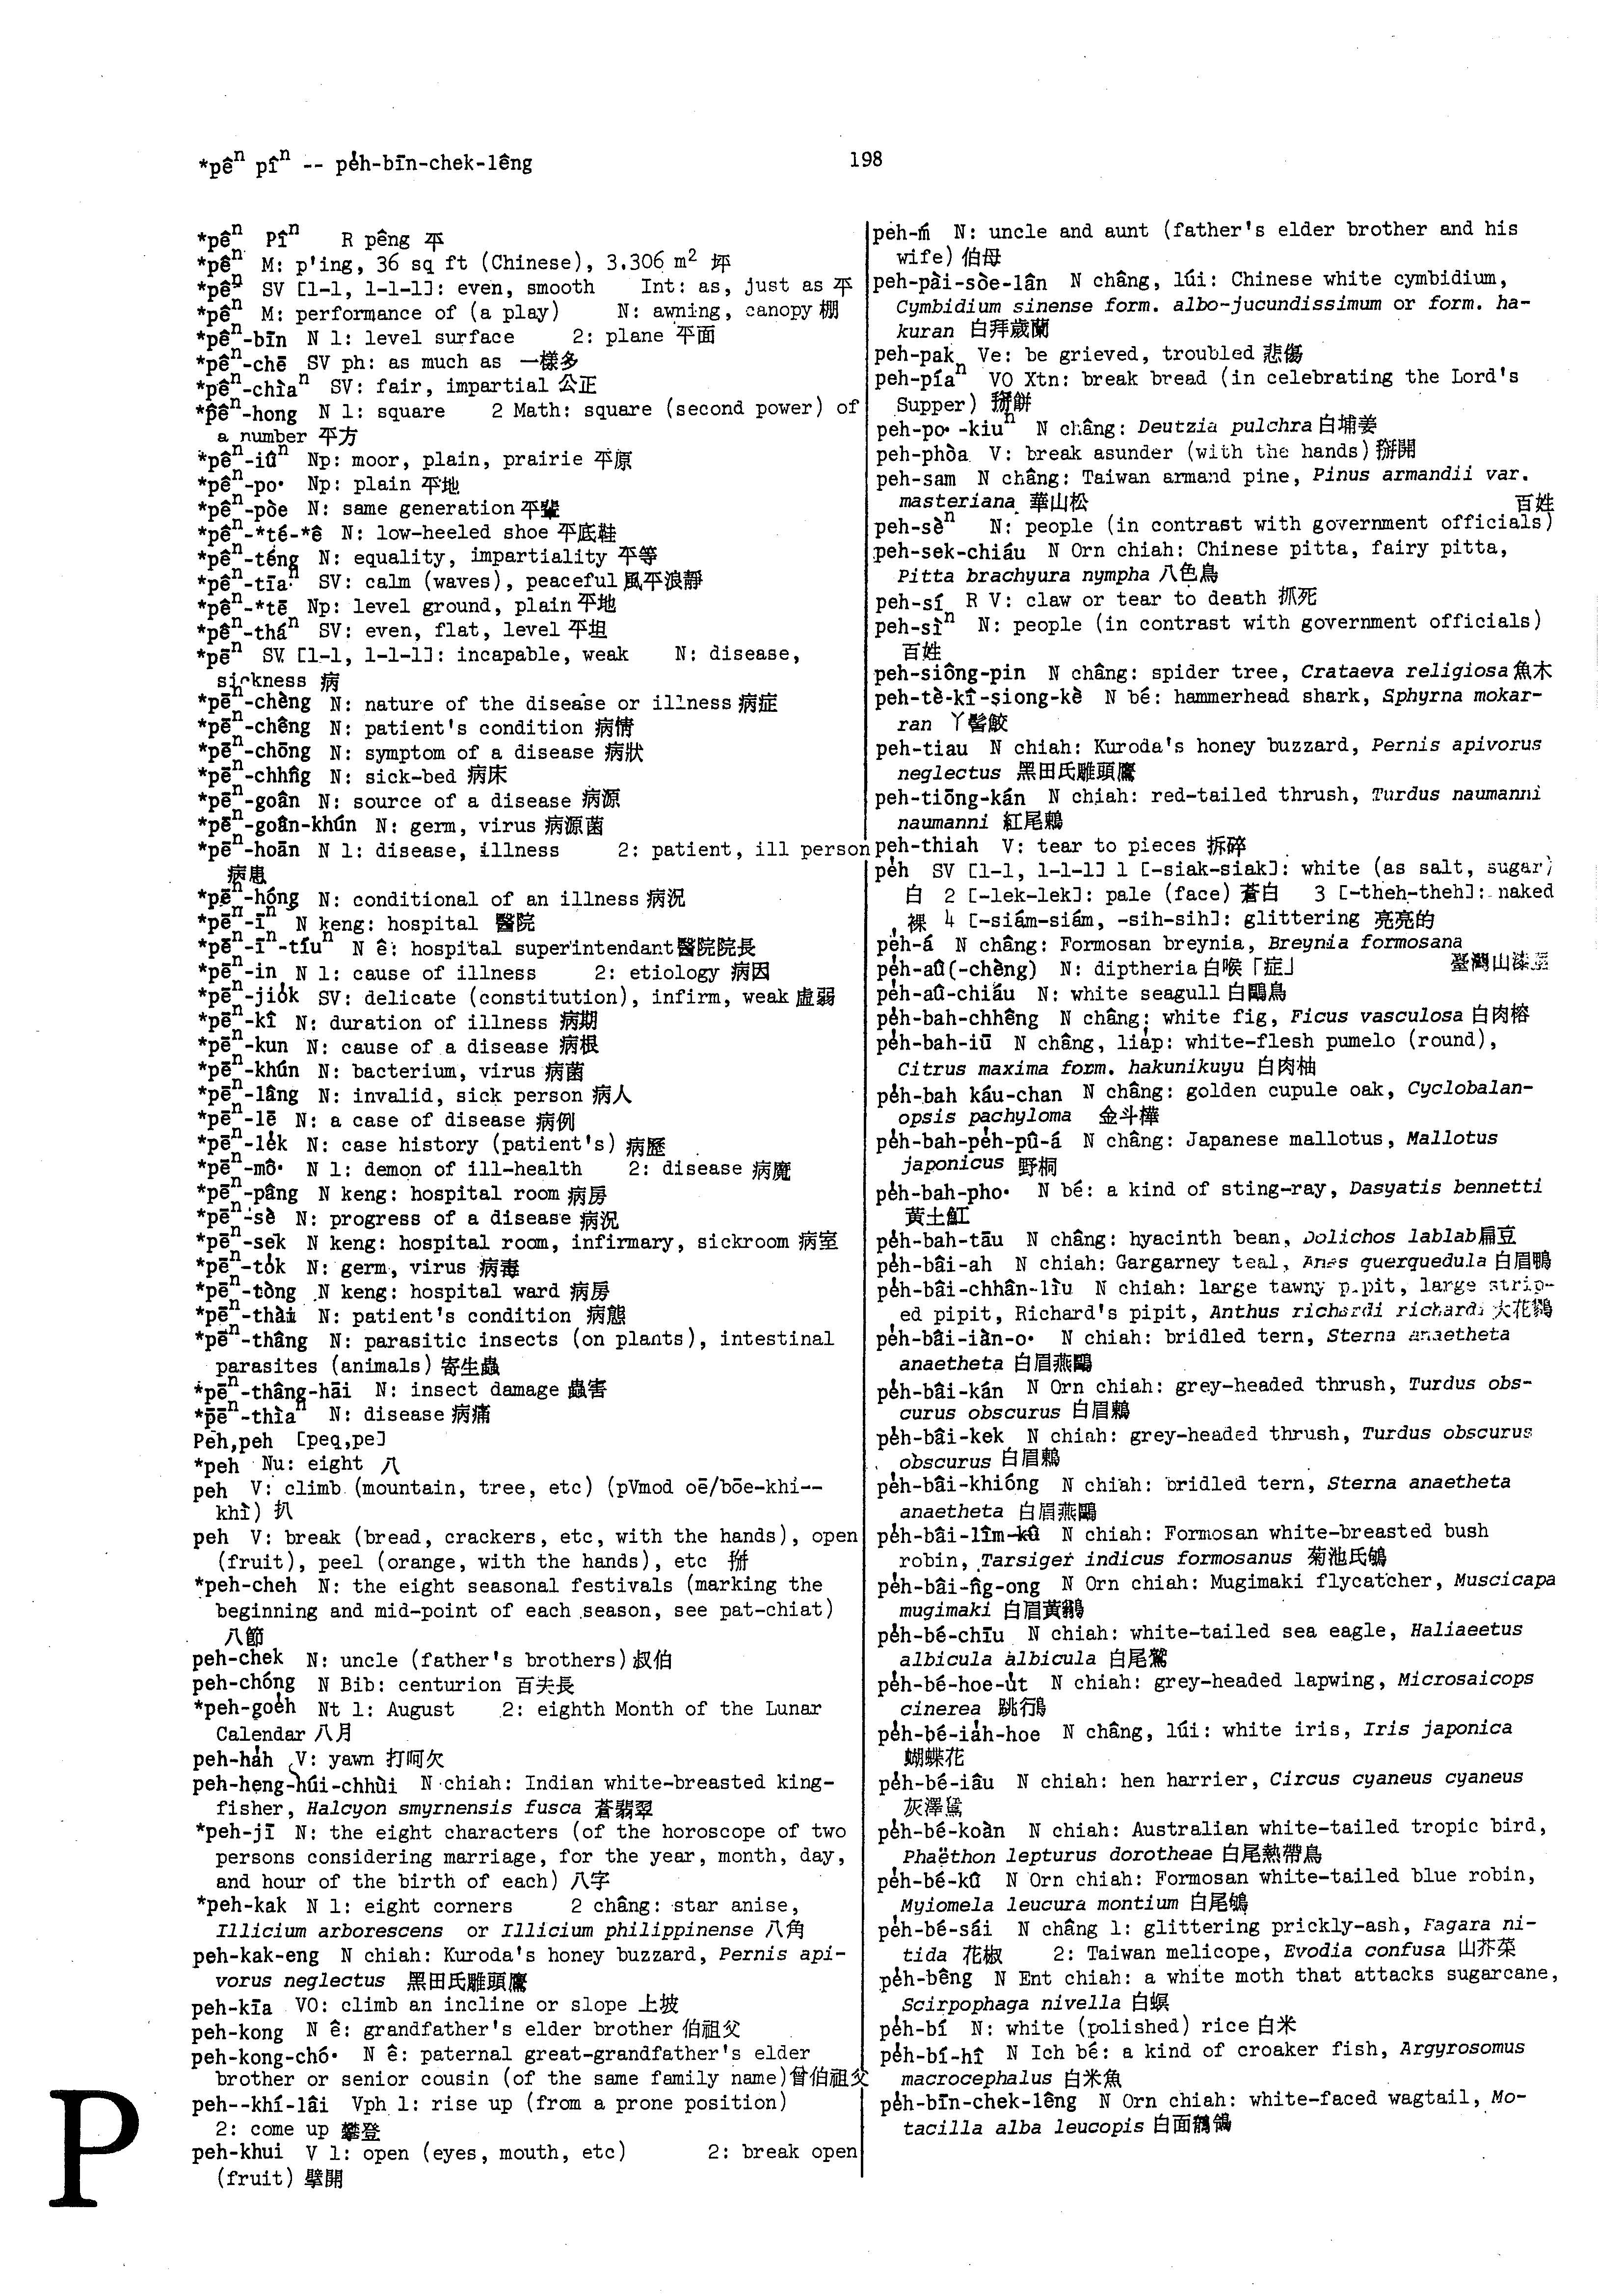 *pêⁿ pîⁿ -- pe̍h-bīn-chek-lêng
198
*pêⁿ Pîⁿ R pêng 平
*pêⁿ M: p'ing, 36 sq ft (Chinese), 3.306 m² 坪
*pêⁿ SV [1-1, 1-1-1]: even, smooth Int: as, just as 平
*pêⁿ M: performance of (a play) N: awning, canopy 棚
*pêⁿ-bīn N 1: level surface 2: plane 平面
*pêⁿ-chē SV ph: as much as 一樣多
*pêⁿ-chìaⁿ SV: fair, impartial 公正
*pêⁿ-hong N 1: square 2 Math: square (second power) of
a number 平方
*pêⁿ-iûⁿ Np: moor, plain, prairie 平原
*pêⁿ-po· Np: plain 平地
*pêⁿ-pòe N: same generation 平輩
*pêⁿ-*té-*ê N: low-heeled shoe 平底鞋
*pêⁿ-téng N: equality, impartiality 平等
*pêⁿ-tīaⁿ SV: calm (waves), peaceful 風平浪靜
*pêⁿ-*tē Np: level ground, plain 平地
*pêⁿ-tháⁿ SV: even, flat, level 平坦
*pēⁿ SV [1-1, 1-1-1]: incapable, weak N: disease,
sickness 病
*pēⁿ-chèng N: nature of the disease or illness 病症
*pēⁿ-chêng N: patient's condition 病情
*pēⁿ-chōng N: symptom of a disease 病狀
*pēⁿ-chhn̂g N: sick-bed 病床
*pēⁿ-goân N: source of a disease 病源
*pēⁿ-goân-khún N: germ, virus 病源菌
*pēⁿ-hoān N 1: disease, illness 2: patient, ill person
病患
*pēⁿ-hóng N: conditional of an illness 病況
*pēⁿ-īⁿ N keng: hospital 醫院
*pēⁿ-īⁿ-tíuⁿ N ê: hospital superintendant 醫院院長
*pēⁿ-in N 1: cause of illness 2: etiology 病因
*pēⁿ-jio̍k SV: delicate (constitution), infirm, weak 虛弱
*pēⁿ-kî N: duration of illness 病期
*pēⁿ-kun N: cause of a disease 病根
*pēⁿ-khún N: bacterium, virus 病菌
*pēⁿ-lâng N: invalid, sick person 病人
*pēⁿ-lē N: a case of disease 病例
*pēⁿ-le̍k N: case history (patient's) 病歷
*pēⁿ-mô· N 1: demon of ill-health 2: disease 病魔
*pēⁿ-pâng N keng: hospital room 病房
*pēⁿ-sè N: progress of a disease 病況
*pēⁿ-sek N keng: hospital room, infirmary, sickroom 病室
*pēⁿ-to̍k N: germ, virus 病毒
*pēⁿ-tòng N keng: hospital ward 病房
*pēⁿ-thài N: patient's condition 病態
*pēⁿ-thâng N: parasitic insects (on plants), intestinal
parasites (animals) 寄生蟲
*pēⁿ-thâng-hāi N: insect damage 蟲害
*pēⁿ-thìaⁿ N: disease 病痛
Peh,peh [peq,pe]
*peh Nu: eight 八
peh V: climb (mountain, tree, etc) (pVmod oē/bōe-khí--
khì) 扒
peh V: break (bread, crackers, etc, with the hands), open
(fruit), peel (orange, with the hands), etc 掰
*peh-cheh N: the eight seasonal festivals (marking the
beginning and mid-point of each season, see pat-chiat)
八節
peh-chek N: uncle (father's brothers) 叔伯
peh-chóng N Bib: centurion 百夫長
*peh-goe̍h Nt 1: August 2: eighth Month of the Lunar
Calendar 八月
peh-ha̍h V: yawn 打呵欠
peh-heng-húi-chhùi N chiah: Indian white-breasted king-
fisher, Halcyon smyrnensis fusca 蒼翡翠
*peh-jī N: the eight characters (of the horoscope of two
persons considering marriage, for the year, month, day,
and hour of the birth of each) 八字
*peh-kak N 1: eight corners 2 châng: star anise,
Illicium arborescens or Illicium philippinense 八角
peh-kak-eng N chiah: Kuroda's honey buzzard, Pernis api-
vorus neglectus 黑田氏雕頭鷹
peh-kīa VO: climb an incline or slope 上坡
peh-kong N ê: grandfather's elder brother 伯祖父
peh-kong-chó· N ê: paternal great-grandfather's elder
brother or senior cousin (of the same family name) 曾伯祖父
peh--khí-lâi Vph 1: rise up (from a prone position)
2: come up 攀登
peh-khui V 1: open (eyes, mouth, etc) 2: break open
(fruit) 擘開
P
peh-ḿ N: uncle and aunt (father's elder brother and his
wife) 伯母
peh-pài-sòe-lân N châng, lúi: Chinese white cymbidium,
Cymbidium sinense form. albo-jucundissimum or form. ha-
kuran 白拜歲蘭
peh-pak Ve: be grieved, troubled 悲傷
peh-píaⁿ VO Xtn: break bread (in celebrating the Lord's
Supper) 掰餅
peh-po·-kiuⁿ N châng: Deutzia pulchra 白埔姜
peh-phòa V: break asunder (with the hands) 掰開
peh-sam N châng: Taiwan armand pine, Pinus armandii var.
masteriana 華山松
百姓
peh-sèⁿ N: people (in contrast with government officials)
peh-sek-chiáu N Orn chiah: Chinese pitta, fairy pitta,
Pitta brachyura nympha 八色鳥
peh-sí R V: claw or tear to death 抓死
peh-sìⁿ N: people (in contrast with government officials)
百姓
peh-siông-pin N châng: spider tree, Crataeva religiosa 魚木
peh-tè-kî-siong-kè N bé: hammerhead shark, Sphyrna mokar-
ran 丫髻鮫
peh-tiau N chiah: Kuroda's honey buzzard, Pernis apivorus
neglectus 黑田氏雕頭鷹
peh-tiōng-kán N chiah: red-tailed thrush, Turdus naumanni
naumanni 紅尾鶇
peh-thiah V: tear to pieces 拆碎
pe̍h SV [1-1, 1-1-1] 1 [-siak-siak]: white (as salt, sugar)
白 2 [-lek-lek]: pale (face) 蒼白 3 [-theh-theh]: naked
裸 4 [-siám-siám, -sih-sih]: glittering 亮亮的
pe̍h-á N châng: Formosan breynia, Breynia formosana
臺灣山漆莖
pe̍h-aû(-chèng) N: diptheria 白喉「症」
pe̍h-aû-chiáu N: white seagull 白鷗鳥
pe̍h-bah-chhêng N châng: white fig, Ficus vasculosa 白肉榕
pe̍h-bah-iū N châng, lia̍p: white-flesh pumelo (round),
Citrus maxima form. hakunikuyu 白肉柚
pe̍h-bah káu-chan N châng: golden cupule oak, Cyclobalan-
opsis pachyloma 金斗樺
pe̍h-bah-pe̍h-pû-á N châng: Japanese mallotus, Mallotus
japonicus 野桐
pe̍h-bah-pho· N bé: a kind of sting-ray, Dasyatis bennetti
黃土魟
pe̍h-bah-tāu N châng: hyacinth bean, Dolichos lablab 扁豆
pe̍h-bâi-ah N chiah: Gargarney teal, Anas querquedula 白眉鴨
pe̍h-bâi-chhân-lìu N chiah: large tawny pipit, large strip-
ed pipit, Richard's pipit, Anthus richardi richardi 大花鷚
pe̍h-bâi-iàn-o· N chiah: bridled tern, Sterna anaetheta
anaetheta 白眉燕鷗
pe̍h-bâi-kán N Orn chiah: grey-headed thrush, Turdus obs-
curus obscurus 白眉鶇
pe̍h-bâi-kek N chiah: grey-headed thrush, Turdus obscurus
obscurus 白眉鶇
pe̍h-bâi-khióng N chiah: bridled tern, Sterna anaetheta
anaetheta 白眉燕鷗
pe̍h-bâi-lîm-kû N chiah: Formosan white-breasted bush
robin, Tarsiger indicus formosanus 菊池氏鴝
pe̍h-bâi-n̂g-ong N Orn chiah: Mugimaki flycatcher, Muscicapa
mugimaki 白眉黃鶲
pe̍h-bé-chīu N chiah: white-tailed sea eagle, Haliaeetus
albicula albicula 白尾鷲
pe̍h-bé-hoe-u̍t N chiah: grey-headed lapwing, Microsaicops
cinerea 跳行鴴
pe̍h-bé-ia̍h-hoe N châng, lúi: white iris, Iris japonica
蝴蝶花
pe̍h-bé-iâu N chiah: hen harrier, Circus cyaneus cyaneus
灰澤鵟
pe̍h-bé-koàn N chiah: Australian white-tailed tropic bird,
Phaëthon lepturus dorotheae 白尾熱帶鳥
pe̍h-bé-kû N Orn chiah: Formosan white-tailed blue robin,
Myiomela leucura montium 白尾鴝
pe̍h-bé-sái N châng 1: glittering prickly-ash, Fagara ni-
tida 花椒 2: Taiwan melicope, Evodia confusa 山芥菜
pe̍h-bêng N Ent chiah: a white moth that attacks sugarcane,
Scirpophaga nivella 白螟
pe̍h-bí N: white (polished) rice 白米
pe̍h-bí-hî N Ich bé: a kind of croaker fish, Argyrosomus
macrocephalus 白米魚
pe̍h-bīn-chek-lêng N Orn chiah: white-faced wagtail, Mo-
tacilla alba leucopis 白面鶺鴒